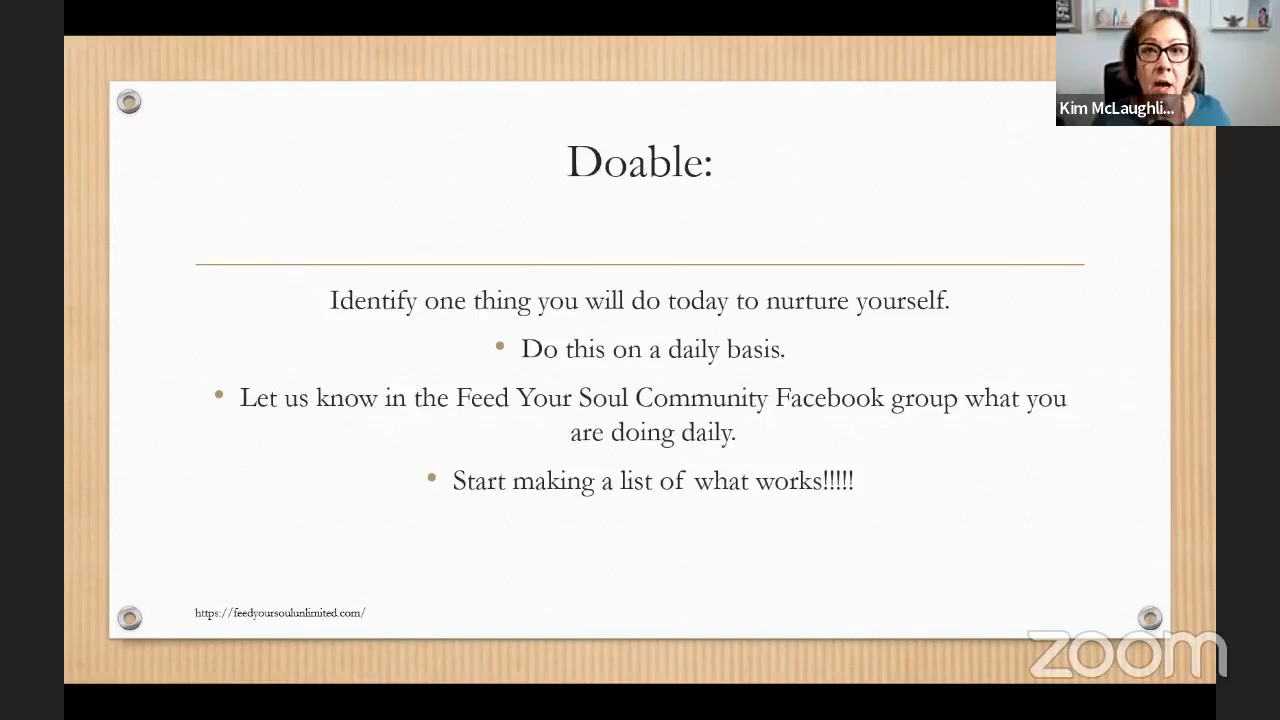 Kim McLaughli...
Doable:
Identify one thing you will do today to nurture yourself.
• Do this on a daily basis.
• Let us know in the Feed Your Soul Community Facebook group what you
are doing daily.
• Start making a list of what works!!!!!
https://feedyoursoulunlimited.com/
zoom